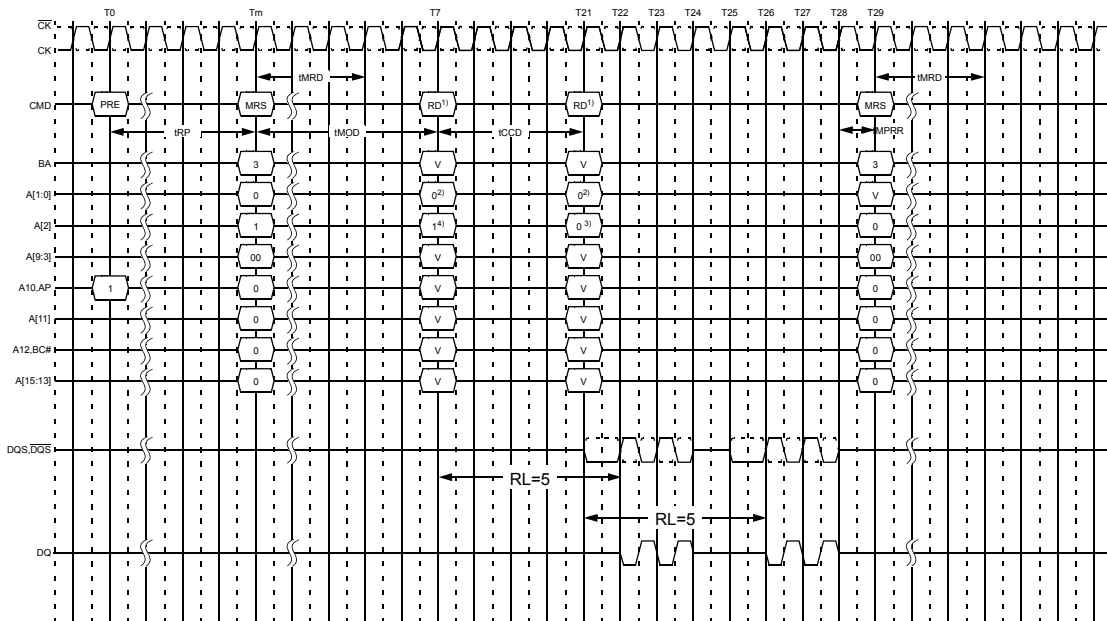 T0 Tm T7 T21 T22 T23 T24 T25 T26 T27 T28 T29
CK
CK
tMRD tMRD
CMD PRE MRS RD1) RD1) MRS
tRP tMOD tCCD tMPRR
BA 3 V V 3
A[1:0] 0 02) 02) V
A[2] 1 14) 0 3) 0
A[9:3] 00 V V 00
A10,AP 1 0 V V 0
A[11] 0 V V 0
A12,BC# 0 V V 0
A[15:13] 0 V V 0
DQS,DQS
RL=5
RL=5
DQ